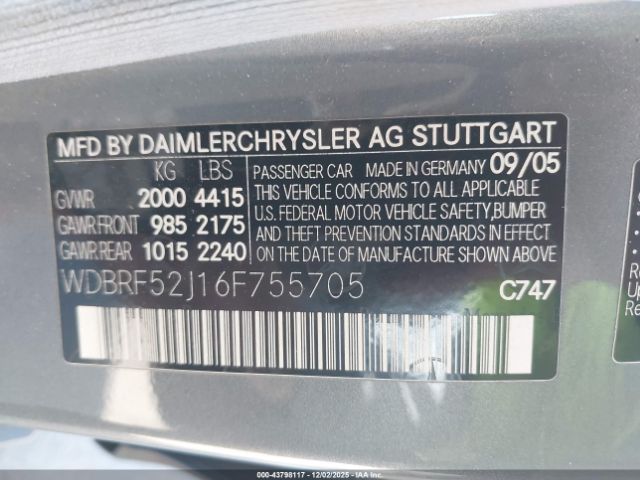 MFD BY DAIMLERCHRYSLER AG STUTTGART
KG LBS
GVWR 2000 4415
GAWR FRONT 985 2175
GAWR REAR 1015 2240
PASSENGER CAR MADE IN GERMANY 09/05
THIS VEHICLE CONFORMS TO ALL APPLICABLE
U.S. FEDERAL MOTOR VEHICLE SAFETY, BUMPER
AND THEFT PREVENTION STANDARDS IN EFFECT
ON THE DATE OF MANUFACTURE SHOWN ABOVE
WDBRF52J16F755705
C747
000-43798117 - 12/02/2025 -